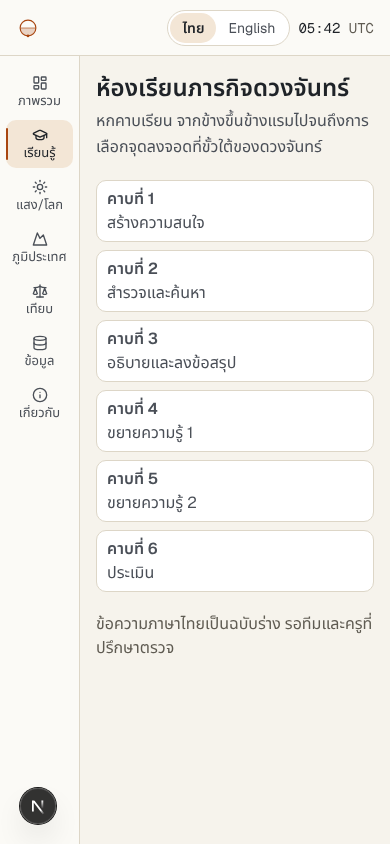 ไทย English 05:42 UTC
ภาพรวม
เรียนรู้
แสง/โลก
ภูมิประเทศ
เทียบ
ข้อมูล
เกี่ยวกับ
ห้องเรียนภารกิจดวงจันทร์
หกคาบเรียน จากข้างขึ้นข้างแรมไปจนถึงการ
เลือกจุดลงจอดที่ขั้วใต้ของดวงจันทร์
คาบที่ 1
สร้างความสนใจ
คาบที่ 2
สำรวจและค้นหา
คาบที่ 3
อธิบายและลงข้อสรุป
คาบที่ 4
ขยายความรู้ 1
คาบที่ 5
ขยายความรู้ 2
คาบที่ 6
ประเมิน
ข้อความภาษาไทยเป็นฉบับร่าง รอทีมและครูที่
ปรึกษาตรวจ
N